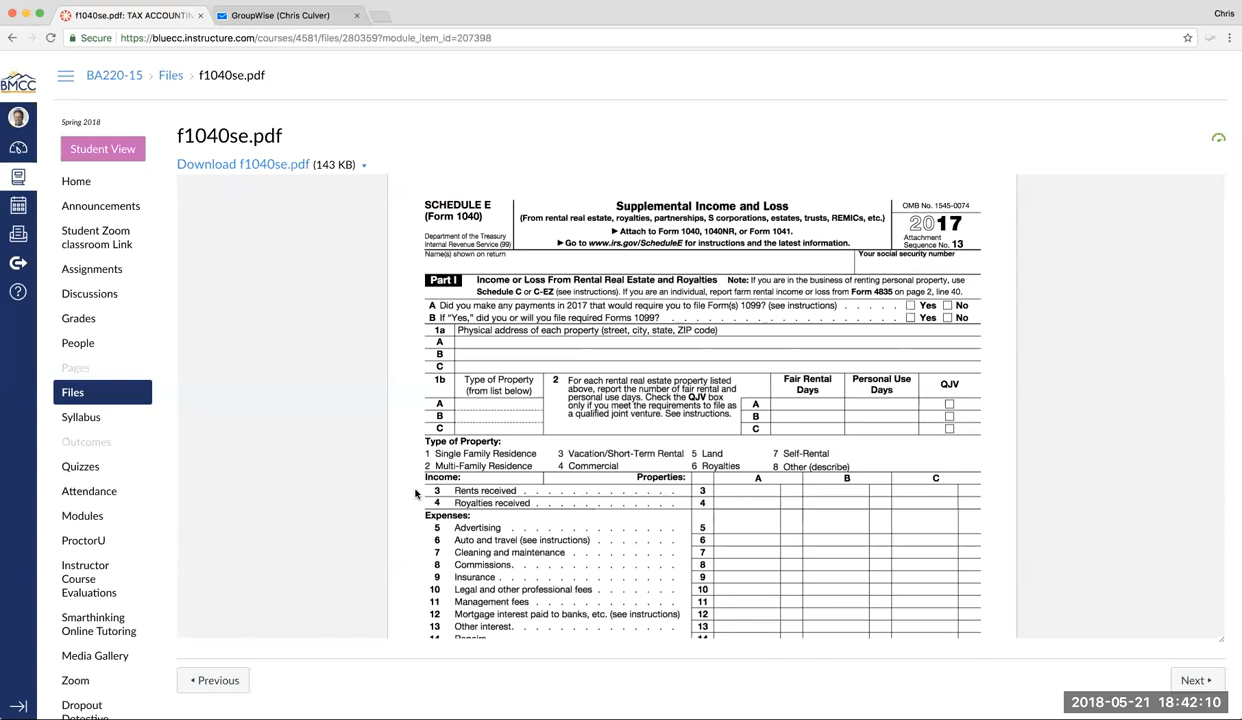 f1040se.pdf: TAX ACCOUNTIN
GroupWise (Chris Culver)
Chris
Secure
https://bluecc.instructure.com/courses/4581/files/280359?module_item_id=207398
BMCC
BA220-15 › Files › f1040se.pdf
Spring 2018
Student View
Home
Announcements
Student Zoom
classroom Link
Assignments
Discussions
Grades
People
Pages
Files
Syllabus
Outcomes
Quizzes
Attendance
Modules
ProctorU
Instructor
Course
Evaluations
Smarthinking
Online Tutoring
Media Gallery
Zoom
Dropout
Detective
f1040se.pdf
Download f1040se.pdf (143 KB)
SCHEDULE E
(Form 1040)
Department of the Treasury
Internal Revenue Service (99)
Supplemental Income and Loss
(From rental real estate, royalties, partnerships, S corporations, estates, trusts, REMICs, etc.)
▶ Attach to Form 1040, 1040NR, or Form 1041.
▶ Go to www.irs.gov/ScheduleE for instructions and the latest information.
OMB No. 1545-0074
2017
Attachment
Sequence No. 13
Name(s) shown on return
Your social security number
Part I Income or Loss From Rental Real Estate and Royalties Note: If you are in the business of renting personal property, use
Schedule C or C-EZ (see instructions). If you are an individual, report farm rental income or loss from Form 4835 on page 2, line 40.
A Did you make any payments in 2017 that would require you to file Form(s) 1099? (see instructions) . . . . . Yes No
B If "Yes," did you or will you file required Forms 1099? . . . . . . . . . . . . . . . . . . . Yes No
1a Physical address of each property (street, city, state, ZIP code)
A
B
C
1b Type of Property
(from list below)
A
B
C
2 For each rental real estate property listed
above, report the number of fair rental and
personal use days. Check the QJV box
only if you meet the requirements to file as
a qualified joint venture. See instructions.
Fair Rental
Days
Personal Use
Days
QJV
A
B
C
Type of Property:
1 Single Family Residence 3 Vacation/Short-Term Rental 5 Land 7 Self-Rental
2 Multi-Family Residence 4 Commercial 6 Royalties 8 Other (describe)
Income: Properties: A B C
3 Rents received . . . . . . . . . . . . 3
4 Royalties received . . . . . . . . . . . 4
Expenses:
5 Advertising . . . . . . . . . . . . 5
6 Auto and travel (see instructions) . . . . . . 6
7 Cleaning and maintenance . . . . . . . . 7
8 Commissions. . . . . . . . . . . . 8
9 Insurance . . . . . . . . . . . . . 9
10 Legal and other professional fees . . . . . . 10
11 Management fees . . . . . . . . . . . 11
12 Mortgage interest paid to banks, etc. (see instructions) 12
13 Other interest. . . . . . . . . . . . 13
14 Repairs 14
Previous
Next
2018-05-21 18:42:10